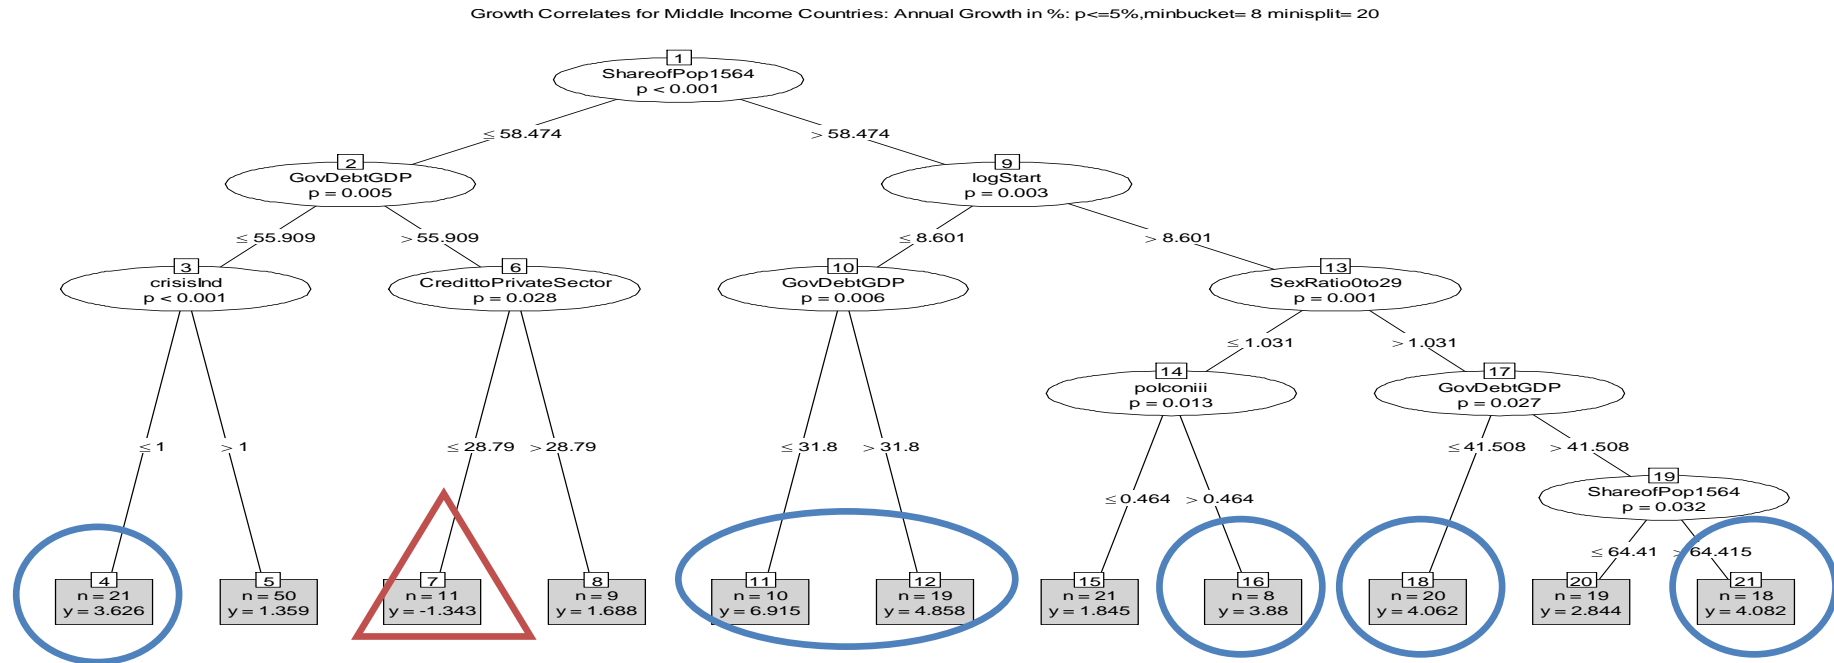 Growth Correlates for Middle Income Countries: Annual Growth in %: p<=5%,minbucket= 8 minisplit= 20
1
ShareofPop1564
p < 0.001
≤ 58.474
> 58.474
2
GovDebtGDP
p = 0.005
9
logStart
p = 0.003
≤ 55.909
> 55.909
≤ 8.601
> 8.601
3
crisisInd
p < 0.001
6
CredittoPrivateSector
p = 0.028
10
GovDebtGDP
p = 0.006
13
SexRatio0to29
p = 0.001
≤ 1.031
> 1.031
14
polconiii
p = 0.013
17
GovDebtGDP
p = 0.027
≤ 1
> 1
≤ 28.79
> 28.79
≤ 31.8
> 31.8
≤ 41.508
> 41.508
19
ShareofPop1564
p = 0.032
≤ 0.464
> 0.464
≤ 64.41
> 64.415
4
n = 21
y = 3.626
5
n = 50
y = 1.359
7
n = 11
y = -1.343
8
n = 9
y = 1.688
11
n = 10
y = 6.915
12
n = 19
y = 4.858
15
n = 21
y = 1.845
16
n = 8
y = 3.88
18
n = 20
y = 4.062
20
n = 19
y = 2.844
21
n = 18
y = 4.082